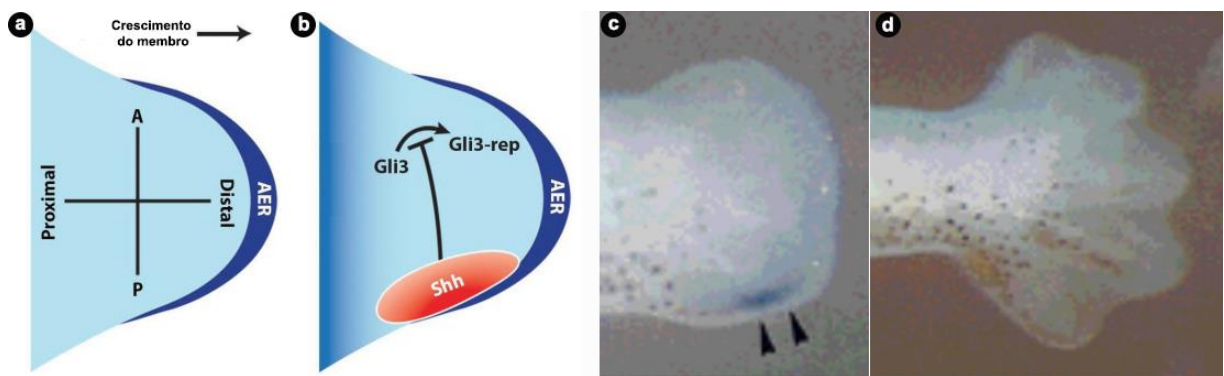 a
Crescimento
do membro
A
Proximal
Distal
AER
P
b
Gli3
Gli3-rep
AER
Shh
c
d